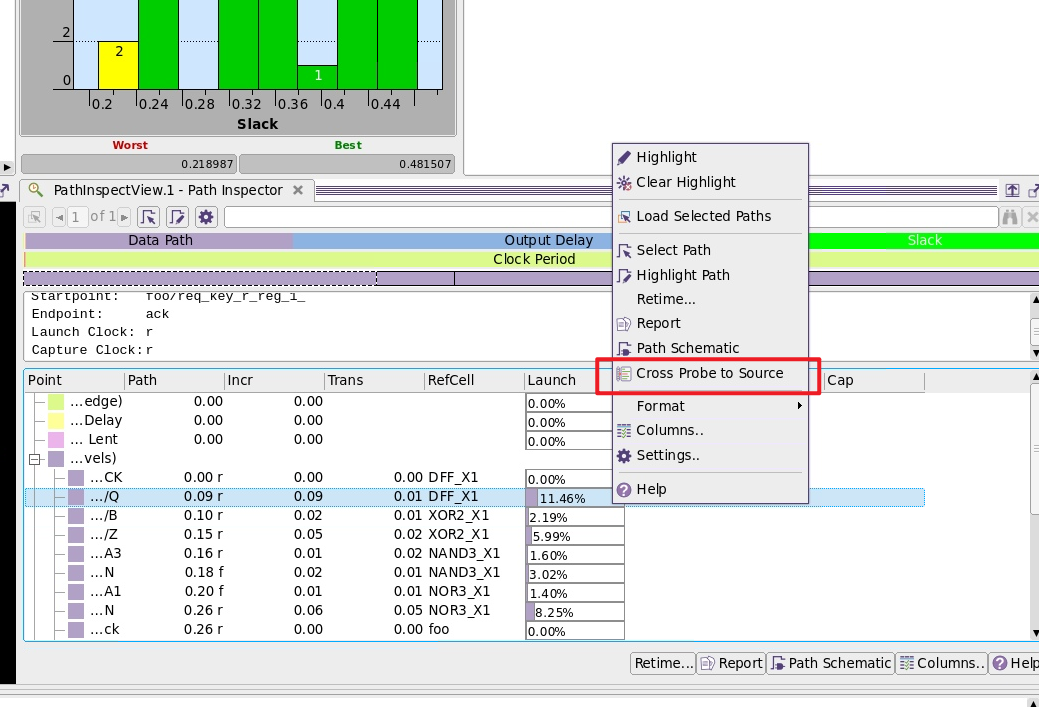 2
2
1
0
0.2 0.24 0.28 0.32 0.36 0.4 0.44
Slack
Worst Best
0.218987 0.481507
PathInspectView.1 - Path Inspector
1 of 1
Data Path Output Delay Slack
Clock Period
Startpoint: foo/req_key_r_reg_1_
Endpoint: ack
Launch Clock: r
Capture Clock: r
Point Path Incr Trans RefCell Launch Cap
...edge) 0.00 0.00 0.00%
...Delay 0.00 0.00 0.00%
... Lent 0.00 0.00 0.00%
...vels)
...CK 0.00 r 0.00 0.00 DFF_X1 0.00%
.../Q 0.09 r 0.09 0.01 DFF_X1 11.46%
.../B 0.10 r 0.02 0.01 XOR2_X1 2.19%
.../Z 0.15 r 0.05 0.02 XOR2_X1 5.99%
...A3 0.16 r 0.01 0.02 NAND3_X1 1.60%
...N 0.18 f 0.02 0.01 NAND3_X1 3.02%
...A1 0.20 f 0.01 0.01 NOR3_X1 1.40%
...N 0.26 r 0.06 0.05 NOR3_X1 8.25%
...ck 0.26 r 0.00 0.00 foo 0.00%
Highlight
Clear Highlight
Load Selected Paths
Select Path
Highlight Path
Retime...
Report
Path Schematic
Cross Probe to Source
Format
Columns..
Settings..
Help
Retime... Report Path Schematic Columns.. Help